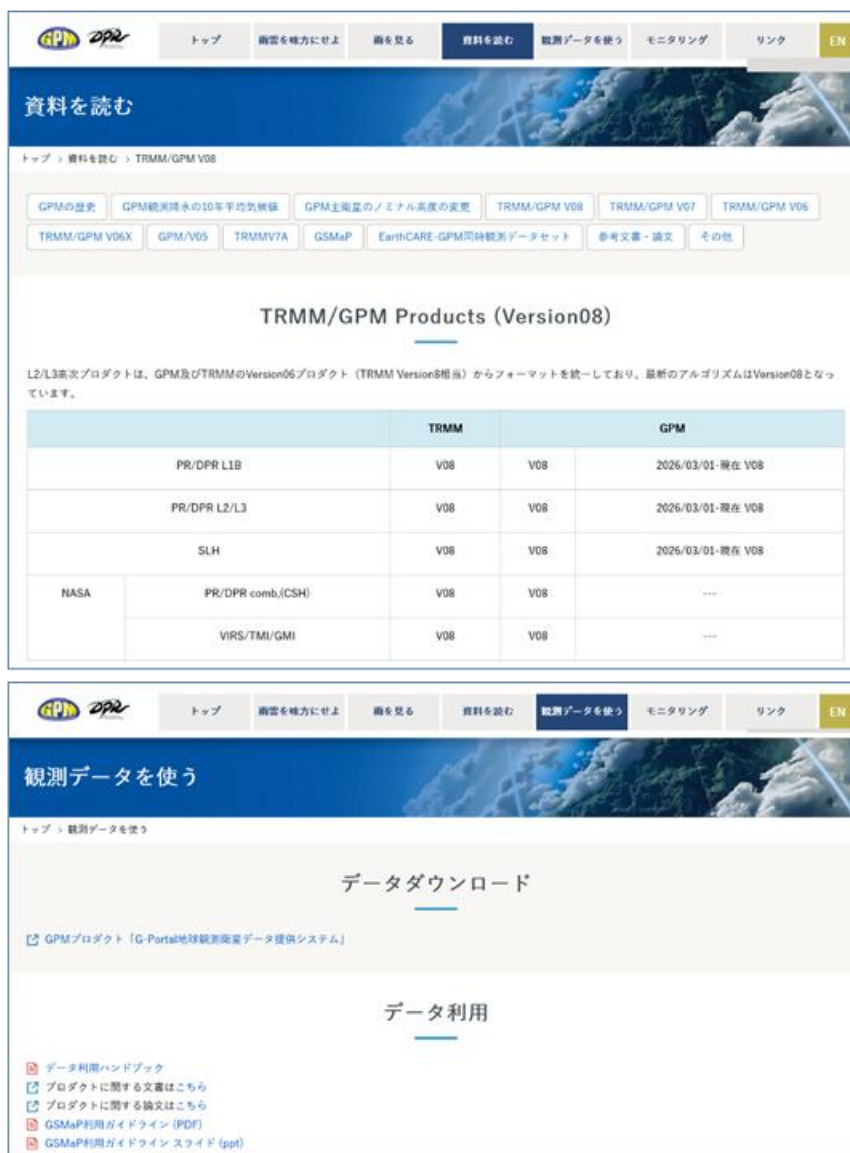 GPM DPR
トップ
雨雲を味方にせよ
雨を見る
資料を読む
観測データを使う
モニタリング
リンク
EN
資料を読む
トップ > 資料を読む > TRMM/GPM V08
GPMの歴史
GPM観測降水の10年平均気候値
GPM主衛星のノミナル高度の変更
TRMM/GPM V08
TRMM/GPM V07
TRMM/GPM V06
TRMM/GPM V06X
GPM/V05
TRMMV7A
GSMaP
EarthCARE-GPM同時観測データセット
参考文書・論文
その他
TRMM/GPM Products (Version08)
L2/L3高次プロダクトは、GPM及びTRMMのVersion06プロダクト（TRMM Version8相当）からフォーマットを統一しており、最新のアルゴリズムはVersion08となっ
ています。
TRMM GPM
PR/DPR L1B V08 V08 2026/03/01-現在 V08
PR/DPR L2/L3 V08 V08 2026/03/01-現在 V08
SLH V08 V08 2026/03/01-現在 V08
NASA PR/DPR comb,(CSH) V08 V08 ---
VIRS/TMI/GMI V08 V08 ---
GPM DPR
トップ
雨雲を味方にせよ
雨を見る
資料を読む
観測データを使う
モニタリング
リンク
EN
観測データを使う
トップ > 観測データを使う
データダウンロード
GPMプロダクト「G-Portal地球観測衛星データ提供システム」
データ利用
データ利用ハンドブック
プロダクトに関する文書はこちら
プロダクトに関する論文はこちら
GSMaP利用ガイドライン (PDF)
GSMaP利用ガイドライン スライド (ppt)